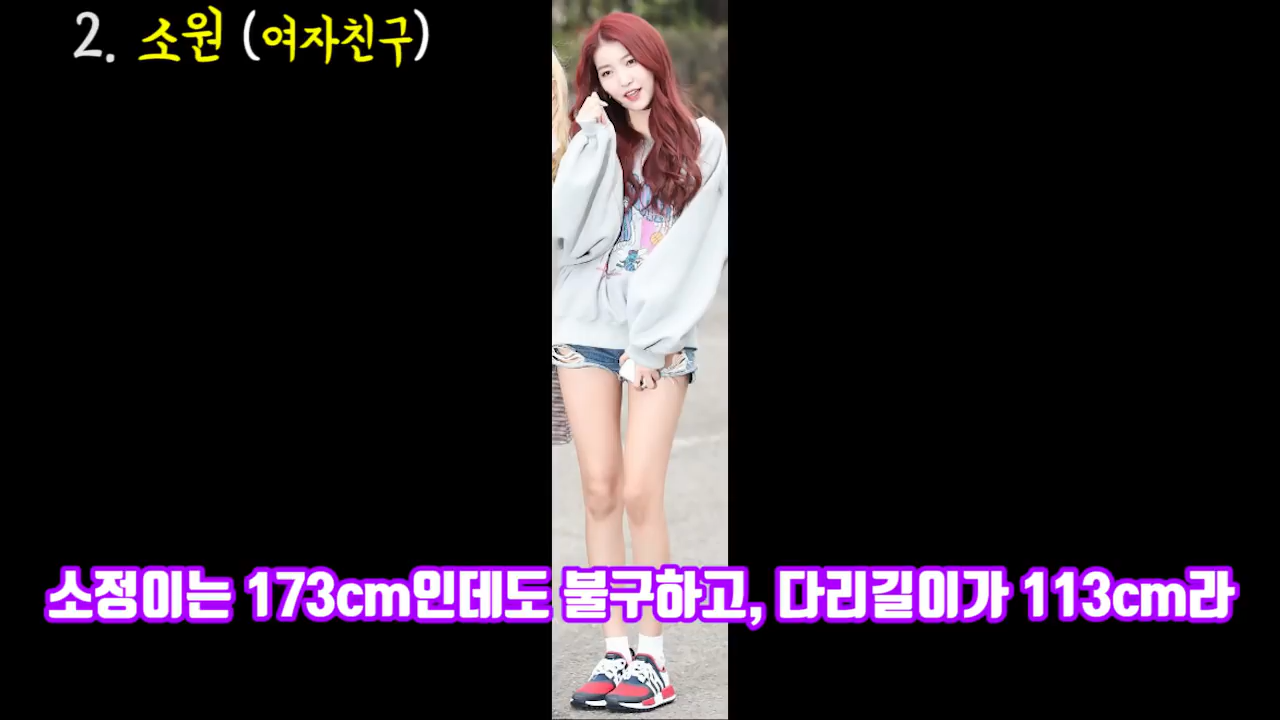 2. 소원 (여자친구)
소정이는 173cm인데도 불구하고, 다리길이가 113cm라